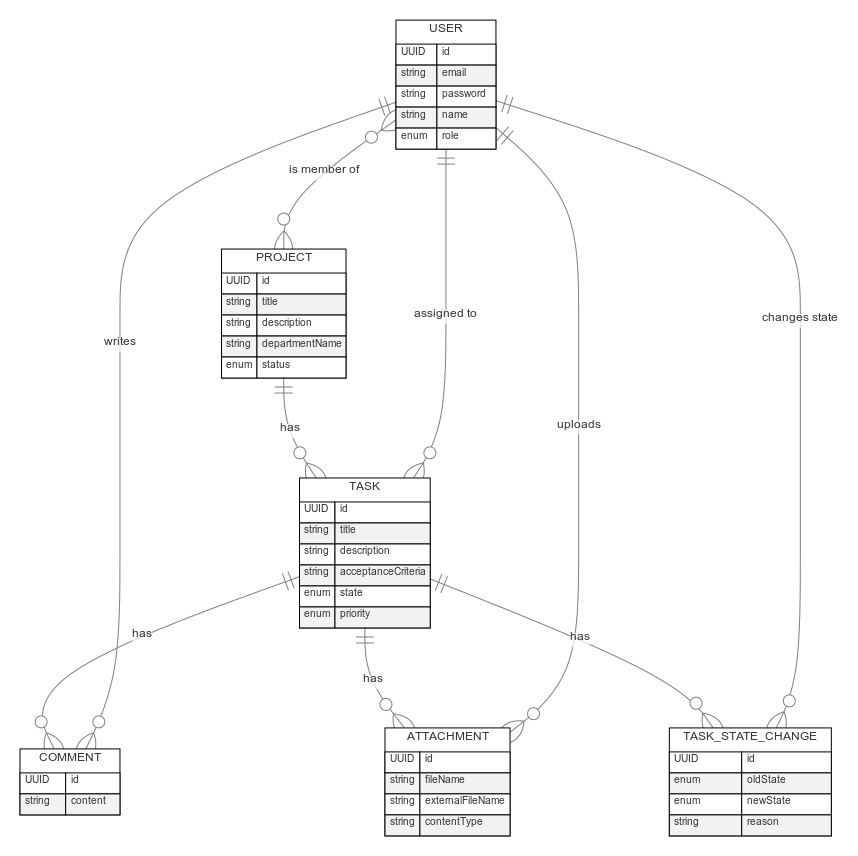 USER
UUID id
string email
string password
string name
enum role
is member of
PROJECT
UUID id
string title
string description
string departmentName
enum status
assigned to
changes state
writes
uploads
has
TASK
UUID id
string title
string description
string acceptanceCriteria
enum state
enum priority
has
has
has
COMMENT
UUID id
string content
ATTACHMENT
UUID id
string fileName
string externalFileName
string contentType
TASK_STATE_CHANGE
UUID id
enum oldState
enum newState
string reason